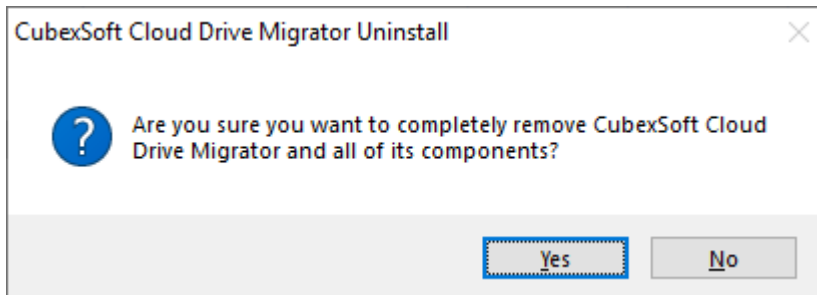 CubexSoft Cloud Drive Migrator Uninstall
Are you sure you want to completely remove CubexSoft Cloud
Drive Migrator and all of its components?
Yes
No